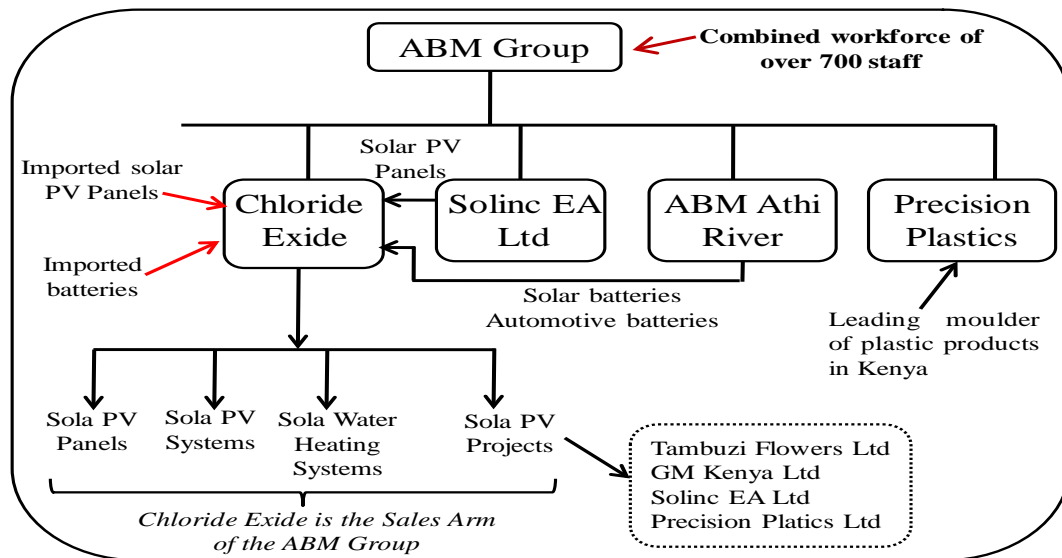 ABM Group
Combined workforce of
over 700 staff
Imported solar
PV Panels
Solar PV
Panels
Chloride
Exide
Solinc EA
Ltd
ABM Athi
River
Precision
Plastics
Imported
batteries
Solar batteries
Automotive batteries
Leading moulder
of plastic products
in Kenya
Sola PV
Panels
Sola PV
Systems
Sola Water
Heating
Systems
Sola PV
Projects
Tambuzi Flowers Ltd
GM Kenya Ltd
Solinc EA Ltd
Precision Platics Ltd
Chloride Exide is the Sales Arm
of the ABM Group